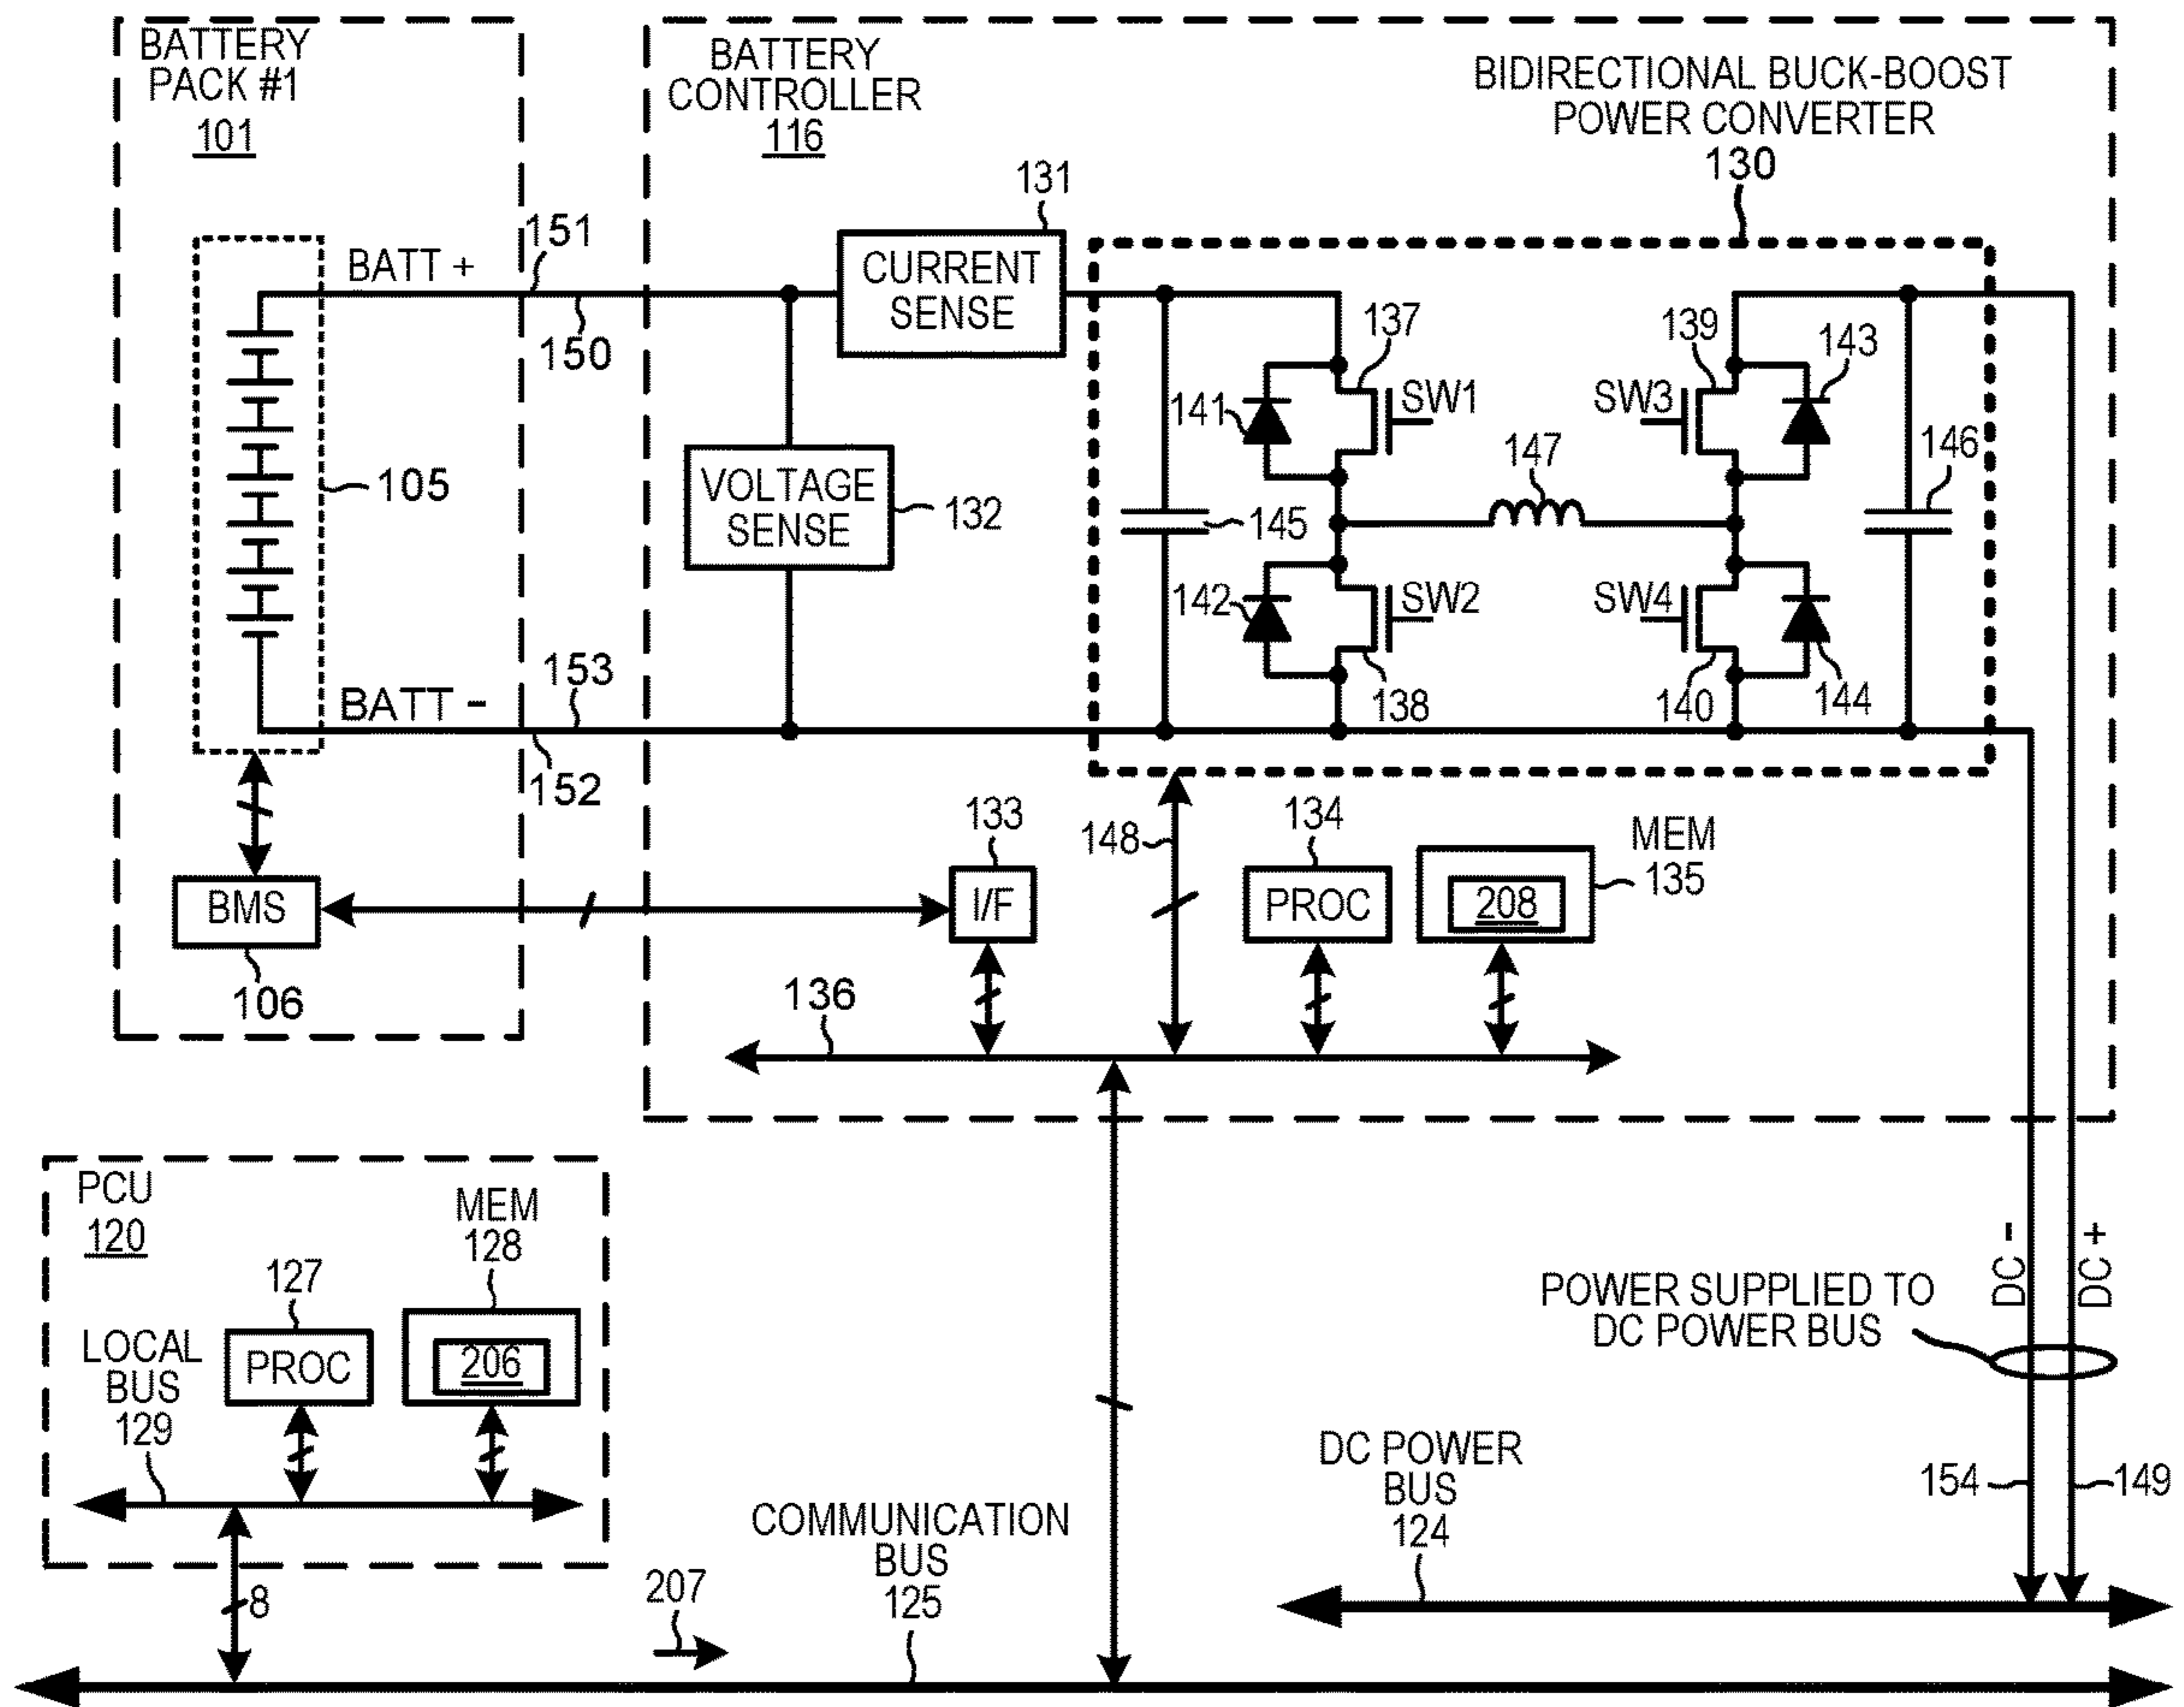 BATTERY
PACK #1
101
BATTERY
CONTROLLER
116
BIDIRECTIONAL BUCK-BOOST
POWER CONVERTER
130
131
CURRENT
SENSE
BATT +
151
150
137
139
143
SW1
SW3
141
147
146
105
VOLTAGE
SENSE
132
145
142
SW2
SW4
153
BATT -
152
138
140
144
133
148
134
MEM
135
BMS
I/F
PROC
208
106
136
PCU
120
MEM
128
127
LOCAL
BUS
129
PROC
206
DC -
DC +
POWER SUPPLIED TO
DC POWER BUS
DC POWER
BUS
124
154
149
COMMUNICATION
BUS
125
8
207